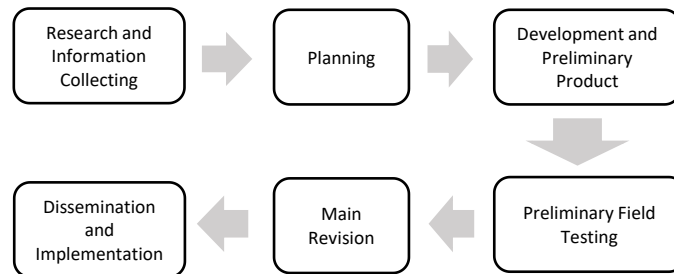 Research and
Information
Collecting
Planning
Development and
Preliminary
Product
Preliminary Field
Testing
Main
Revision
Dissemination
and
Implementation